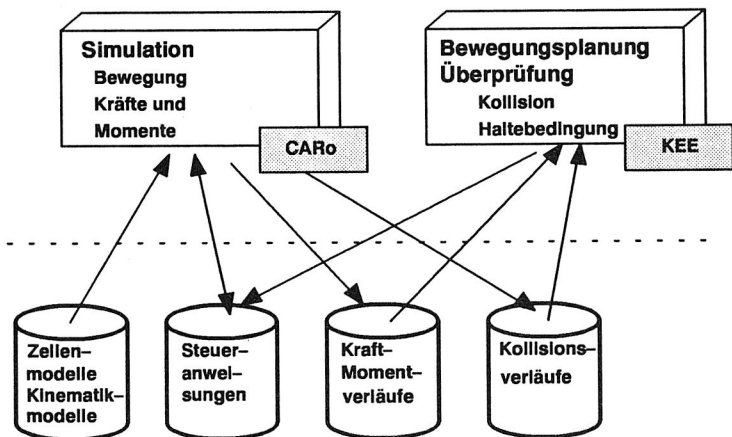 Simulation
Bewegung
Kräfte und
Momente
CARo
Bewegungsplanung
Überprüfung
Kollision
Haltebedingung
KEE
Zellen–
modelle
Kinematik–
modelle
Steuer–
anwei–
sungen
Kraft–
Moment–
verläufe
Kollisions–
verläufe